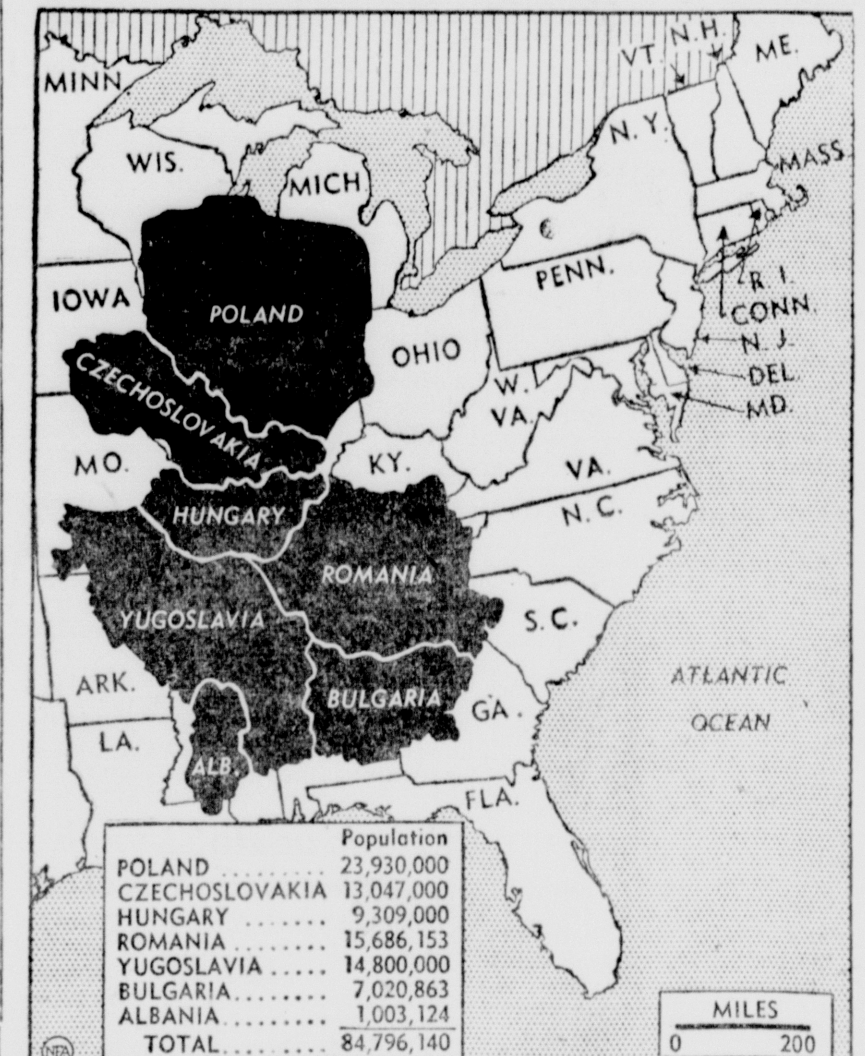 MINN
VT.
N.H.
ME.
WIS.
MICH
N.Y.
MASS.
IOWA
POLAND
OHIO
PENN.
R. I.
CONN.
N. J.
DEL.
MD.
CZECHOSLOVAKIA
W.
VA.
MO.
KY.
VA.
HUNGARY
N. C.
ROMANIA
YUGOSLAVIA
S. C.
ARK.
BULGARIA
GA.
ATLANTIC
OCEAN
LA.
ALB.
FLA.
Population
POLAND ......... 23,930,000
CZECHOSLOVAKIA 13,047,000
HUNGARY ....... 9,309,000
ROMANIA ........ 15,686,153
YUGOSLAVIA ..... 14,800,000
BULGARIA........ 7,020,863
ALBANIA......... 1,003,124
TOTAL........ 84,796,140
MILES
0 200
NEA